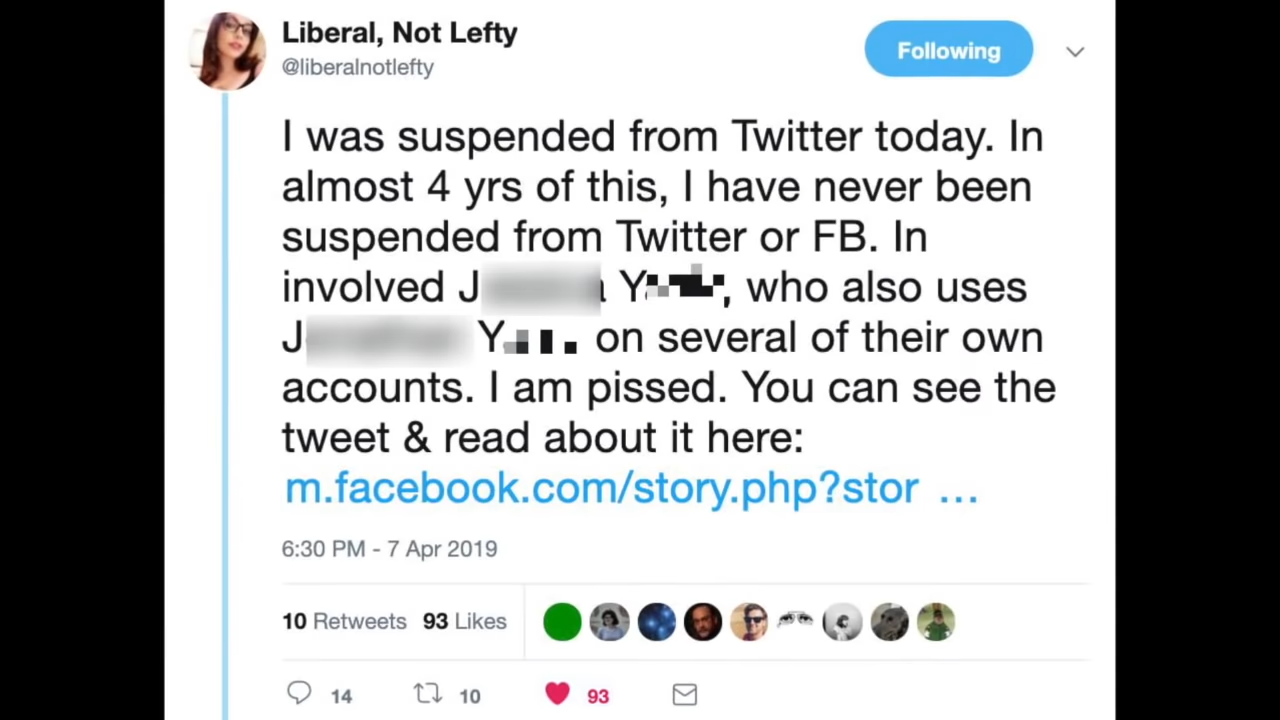 Liberal, Not Lefty
Following
@liberalnotlefty
I was suspended from Twitter today. In
almost 4 yrs of this, I have never been
suspended from Twitter or FB. In
involved J Y , who also uses
J Y on several of their own
accounts. I am pissed. You can see the
tweet & read about it here:
m.facebook.com/story.php?stor …
6:30 PM - 7 Apr 2019
10 Retweets 93 Likes
14 10 93